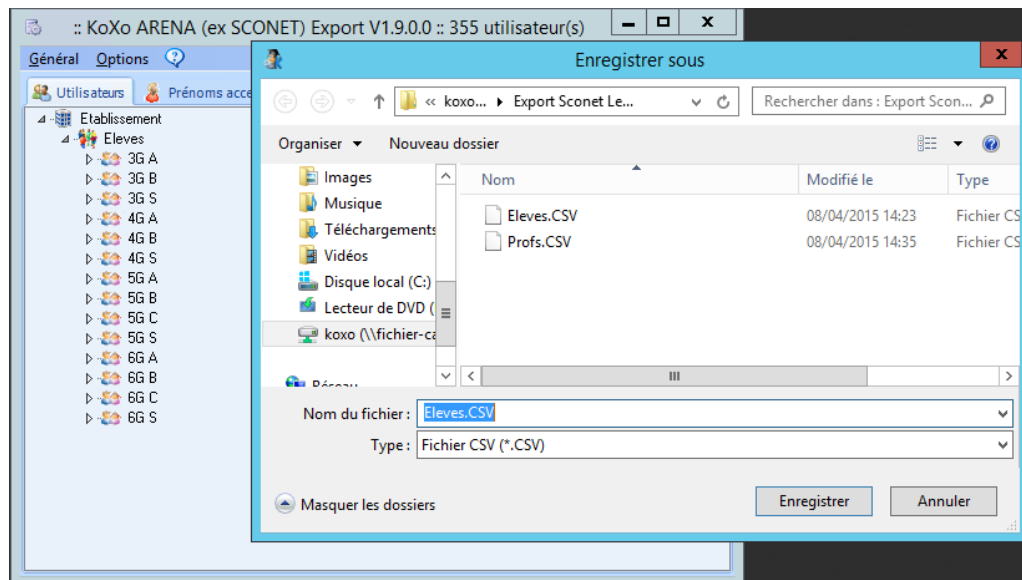 :: KoXo ARENA (ex SCONET) Export V1.9.0.0 :: 355 utilisateur(s)
Général Options
Utilisateurs Prénoms acce
Etablissement
Eleves
3G A
3G B
3G S
4G A
4G B
4G S
5G A
5G B
5G C
5G S
6G A
6G B
6G C
6G S
Enregistrer sous
« koxo... Export Sconet Le...
Rechercher dans : Export Scon...
Organiser Nouveau dossier
Images
Musique
Téléchargements
Vidéos
Disque local (C:)
Lecteur de DVD (
koxo (\\fichier-ca
Réseau
Nom Modifié le Type
Eleves.CSV 08/04/2015 14:23 Fichier CS
Profs.CSV 08/04/2015 14:35 Fichier CS
Nom du fichier : Eleves.CSV
Type : Fichier CSV (*.CSV)
Masquer les dossiers
Enregistrer Annuler